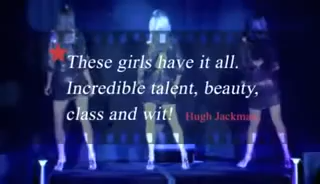 These girls have it all.
Incredible talent, beauty,
class and wit! Hugh Jackman